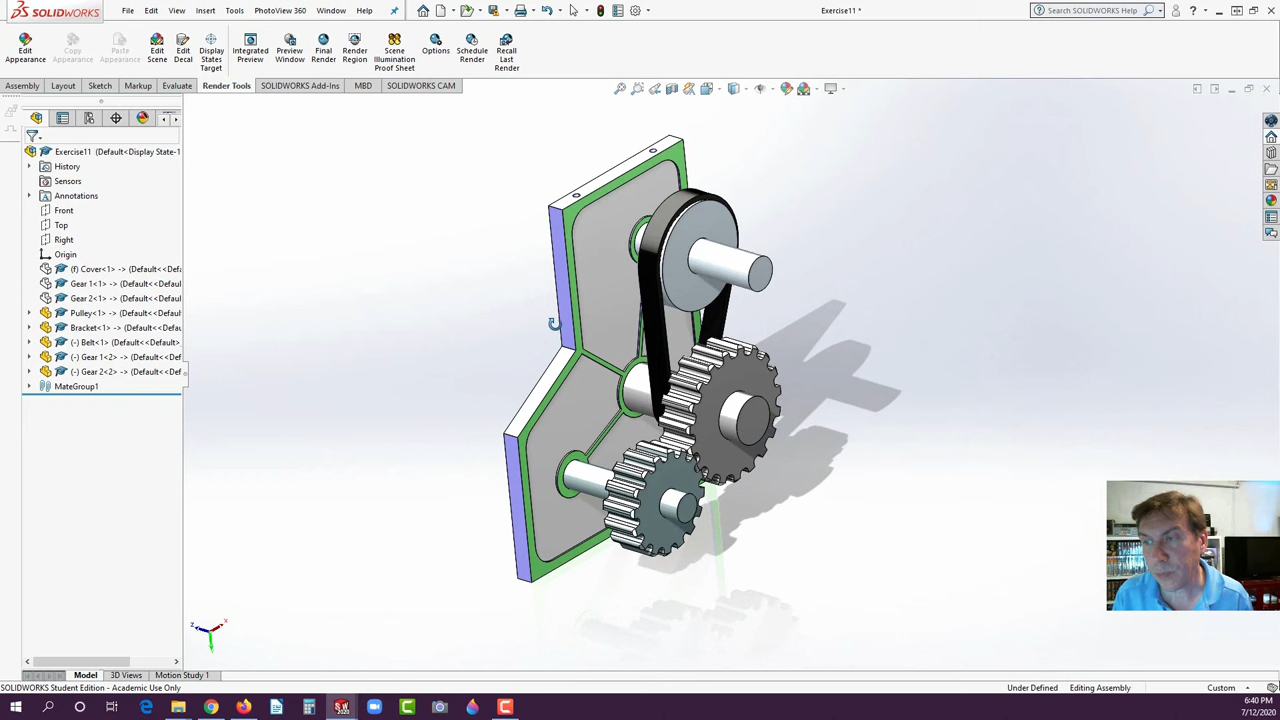 SOLIDWORKS
File Edit View Insert Tools PhotoView 360 Window Help
Exercise11 *
Search SOLIDWORKS Help
Edit Appearance
Copy Appearance
Paste Appearance
Edit Scene
Edit Decal
Display States Target
Integrated Preview
Preview Window
Final Render
Render Region
Scene Illumination Proof Sheet
Options
Schedule Render
Recall Last Render
Assembly Layout Sketch Markup Evaluate Render Tools SOLIDWORKS Add-Ins MBD SOLIDWORKS CAM
Exercise11 (Default<Display State-1
History
Sensors
Annotations
Front
Top
Right
Origin
(f) Cover<1> -> (Default<<Def
Gear 1<1> -> (Default<<Defau
Gear 2<1> -> (Default<<Defau
Pulley<1> -> (Default<<Defau
Bracket<1> -> (Default<<Defa
(-) Belt<1> -> (Default<<Defa
(-) Gear 1<2> -> (Default<<Def
(-) Gear 2<2> -> (Default<<Def
MateGroup1
z x
Model 3D Views Motion Study 1
SOLIDWORKS Student Edition - Academic Use Only
Under Defined Editing Assembly Custom
6:40 PM
7/12/2020